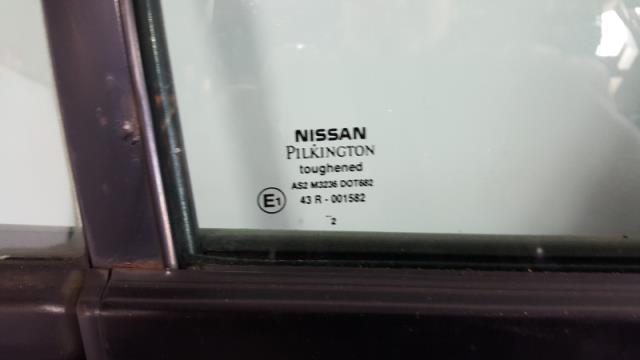 NISSAN
PILKINGTON
toughened
AS2 M3236 DOT682
E1 43 R - 001582
2